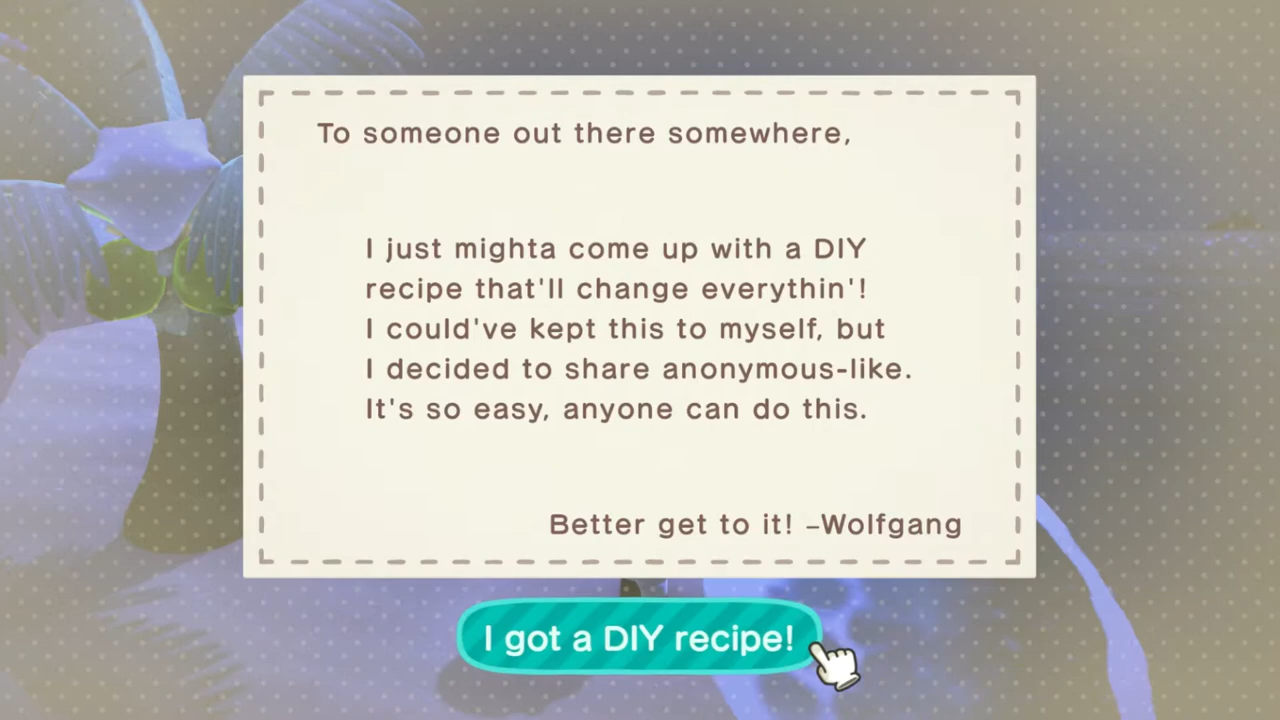 To someone out there somewhere,
I just mighta come up with a DIY
recipe that'll change everythin'!
I could've kept this to myself, but
I decided to share anonymous-like.
It's so easy, anyone can do this.
Better get to it! –Wolfgang
I got a DIY recipe!